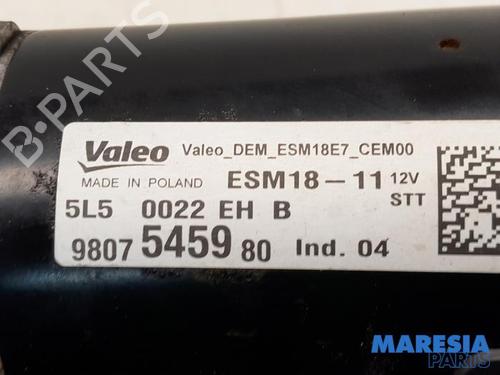 Valeo Valeo_DEM_ESM18E7_CEM00
MADE IN POLAND ESM18-11 12V
STT
5L5 0022 EH B
9807 5459 80 Ind. 04
B-PARTS
MARESIA
PARTS